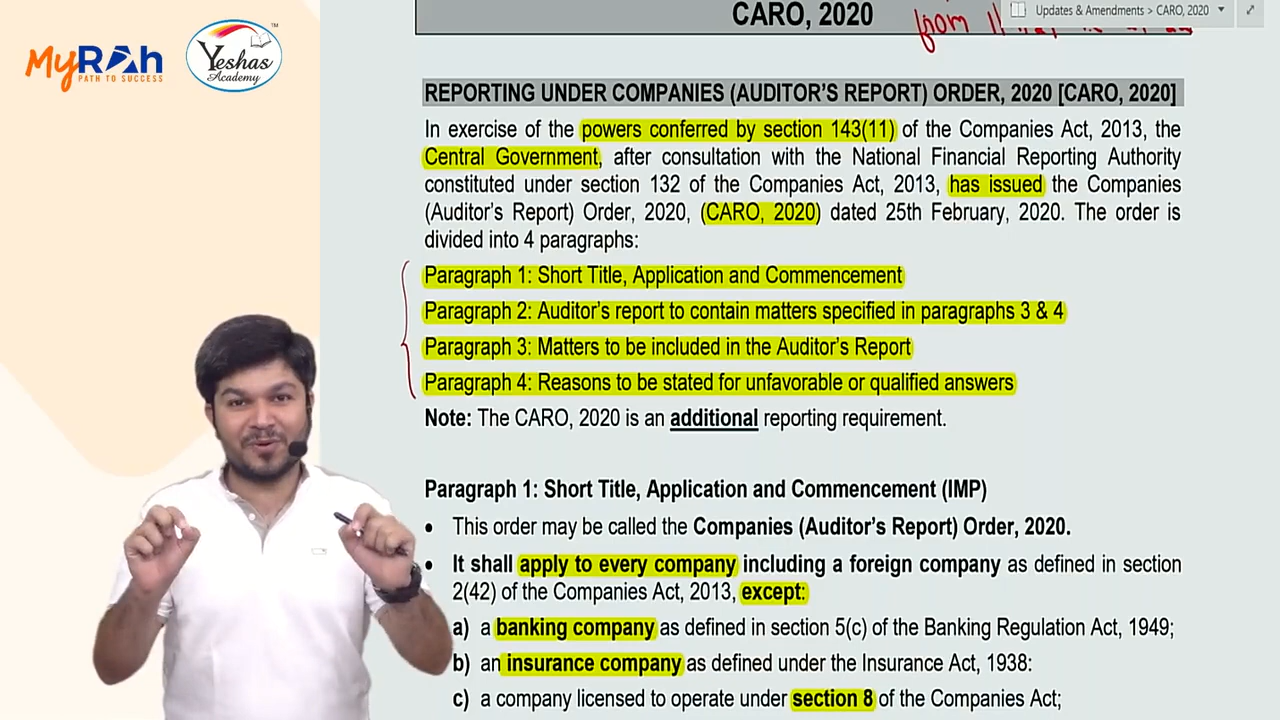 CARO, 2020
from
Updates & Amendments > CARO, 2020
MyRAh
PATH TO SUCCESS
Yeshas
Academy
TM
REPORTING UNDER COMPANIES (AUDITOR'S REPORT) ORDER, 2020 [CARO, 2020]
In exercise of the powers conferred by section 143(11) of the Companies Act, 2013, the
Central Government, after consultation with the National Financial Reporting Authority
constituted under section 132 of the Companies Act, 2013, has issued the Companies
(Auditor's Report) Order, 2020, (CARO, 2020) dated 25th February, 2020. The order is
divided into 4 paragraphs:
Paragraph 1: Short Title, Application and Commencement
Paragraph 2: Auditor's report to contain matters specified in paragraphs 3 & 4
Paragraph 3: Matters to be included in the Auditor's Report
Paragraph 4: Reasons to be stated for unfavorable or qualified answers
Note: The CARO, 2020 is an additional reporting requirement.
Paragraph 1: Short Title, Application and Commencement (IMP)
• This order may be called the Companies (Auditor's Report) Order, 2020.
• It shall apply to every company including a foreign company as defined in section
2(42) of the Companies Act, 2013, except:
a) a banking company as defined in section 5(c) of the Banking Regulation Act, 1949;
b) an insurance company as defined under the Insurance Act, 1938:
c) a company licensed to operate under section 8 of the Companies Act;